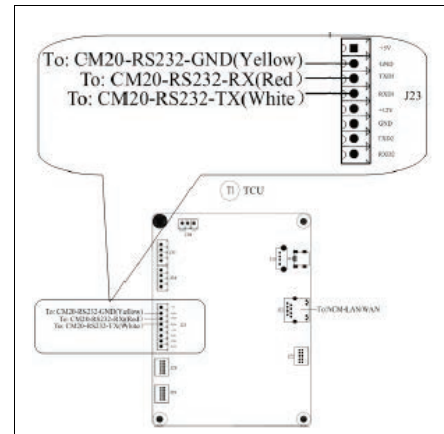 +5V
To: CM20-RS232-GND(Yellow) GND
To: CM20-RS232-RX(Red) TXD1
To: CM20-RS232-TX(White) RXD1
J23
+12V
GND
TXD2
RXD2
T1 TCU
To:NCM-LAN/WAN
To: CM20-RS232-GND(Yellow)
To: CM20-RS232-RX(Red)
To: CM20-RS232-TX(White)